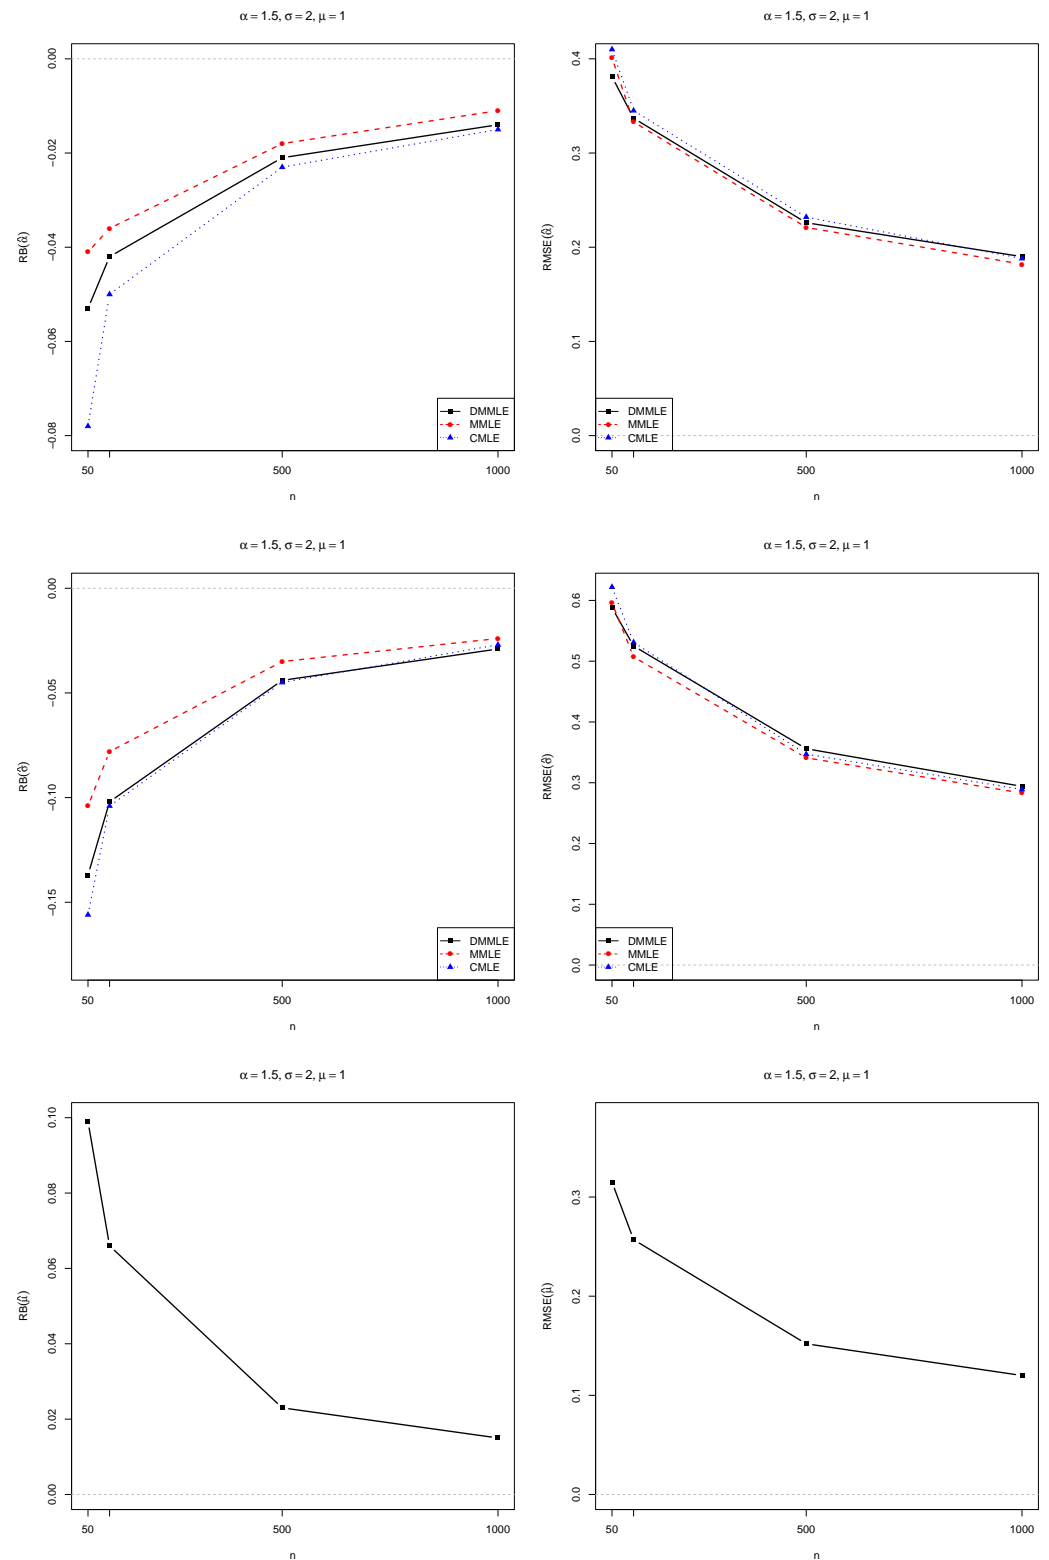 α = 1.5, σ = 2, μ = 1
RB(α̂)
0.00
−0.02
−0.04
−0.06
−0.08
50
500
1000
n
DMMLE
MMLE
CMLE
α = 1.5, σ = 2, μ = 1
RMSE(α̂)
0.4
0.3
0.2
0.1
0.0
50
500
1000
n
DMMLE
MMLE
CMLE
α = 1.5, σ = 2, μ = 1
RB(σ̂)
0.00
−0.05
−0.10
−0.15
50
500
1000
n
DMMLE
MMLE
CMLE
α = 1.5, σ = 2, μ = 1
RMSE(σ̂)
0.6
0.5
0.4
0.3
0.2
0.1
0.0
50
500
1000
n
DMMLE
MMLE
CMLE
α = 1.5, σ = 2, μ = 1
RB(μ̂)
0.10
0.08
0.06
0.04
0.02
0.00
50
500
1000
n
α = 1.5, σ = 2, μ = 1
RMSE(μ̂)
0.3
0.2
0.1
0.0
50
500
1000
n